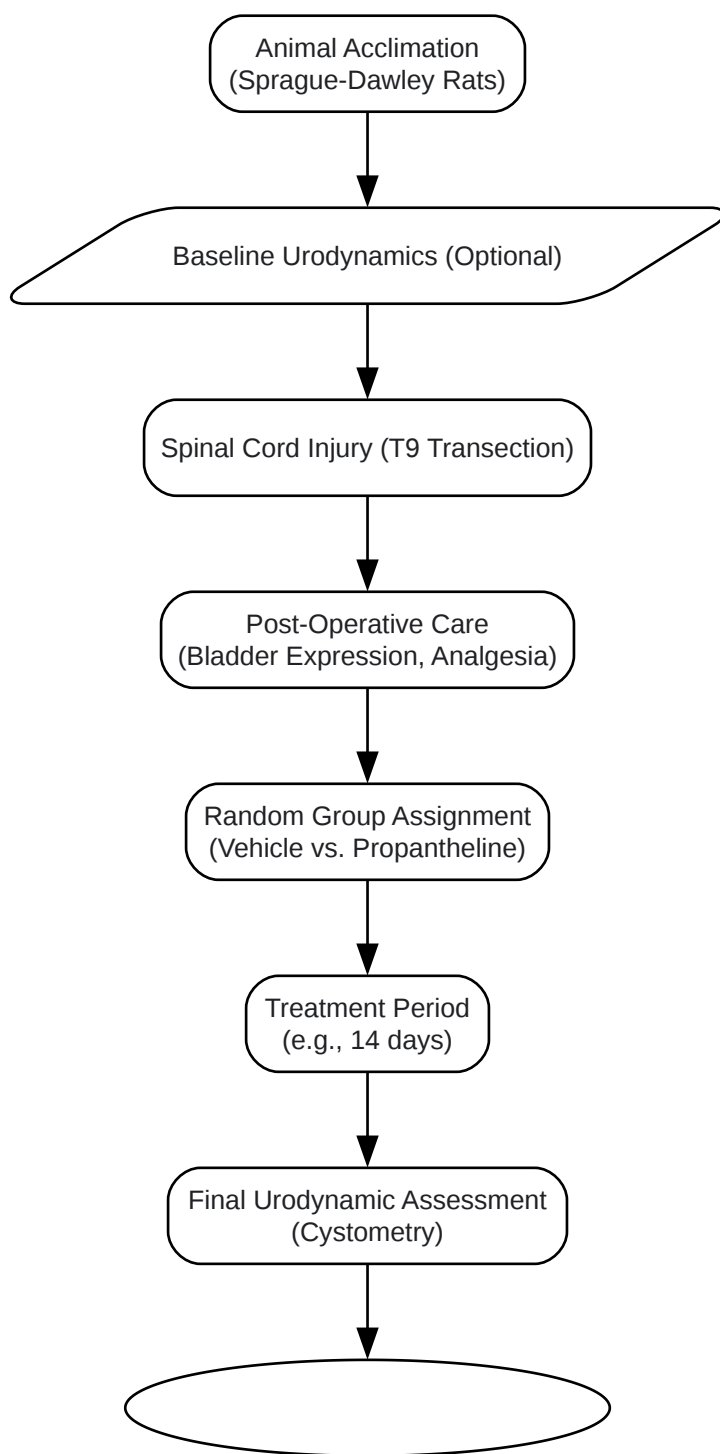 Animal Acclimation
(Sprague-Dawley Rats)
Baseline Urodynamics (Optional)
Spinal Cord Injury (T9 Transection)
Post-Operative Care
(Bladder Expression, Analgesia)
Random Group Assignment
(Vehicle vs. Propantheline)
Treatment Period
(e.g., 14 days)
Final Urodynamic Assessment
(Cystometry)